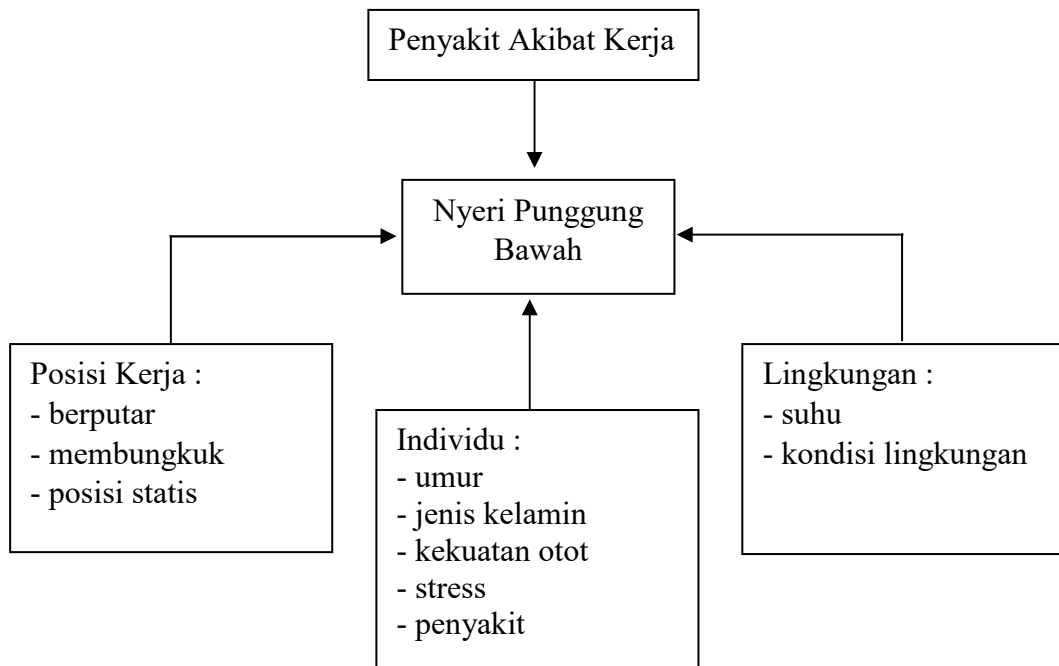 Penyakit Akibat Kerja
Nyeri Punggung
Bawah
Posisi Kerja :
- berputar
- membungkuk
- posisi statis
Individu :
- umur
- jenis kelamin
- kekuatan otot
- stress
- penyakit
Lingkungan :
- suhu
- kondisi lingkungan